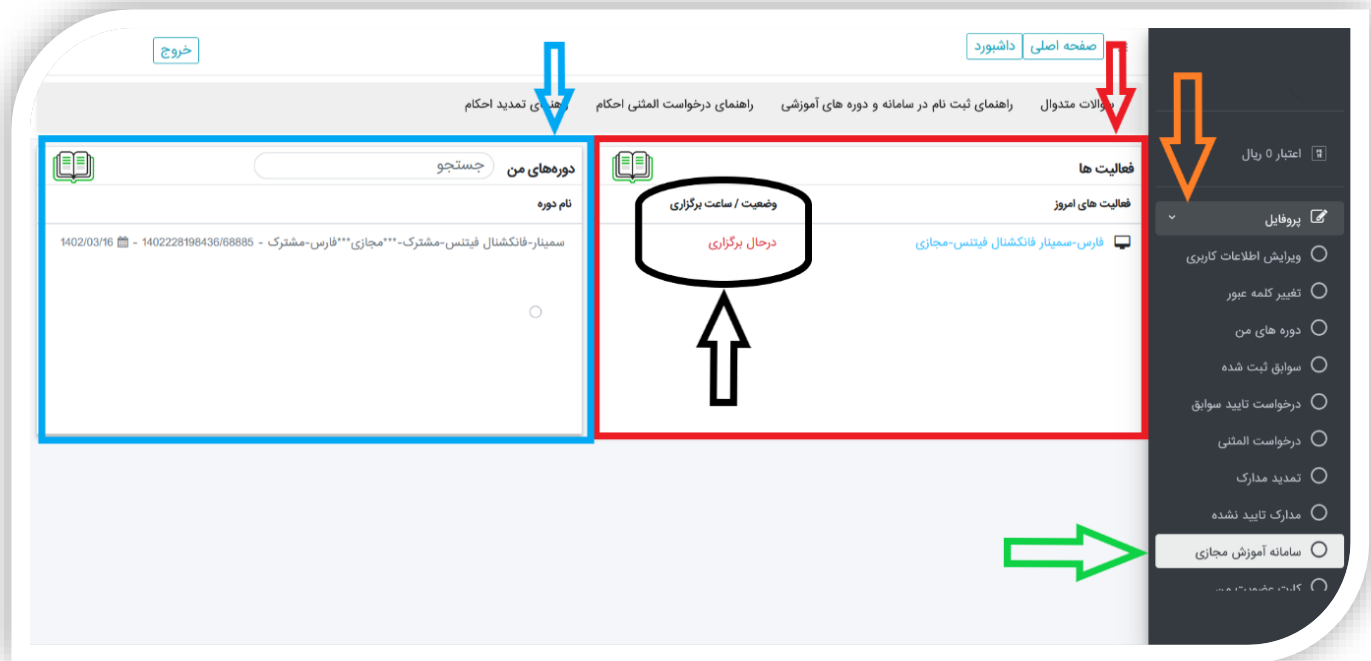 صفحه اصلی داشبورد خروج
سوالات متداول راهنمای ثبت نام در سامانه و دوره های آموزشی راهنمای درخواست المثنی احکام راهنمای تمدید احکام
اعتبار 0 ریال
پروفایل
ویرایش اطلاعات کاربری
تغییر کلمه عبور
دوره های من
سوابق ثبت شده
درخواست تایید سوابق
درخواست المثنی
تمدید مدارک
مدارک تایید نشده
سامانه آموزش مجازی
کارت عضویت من
فعالیت ها
فعالیت های امروز وضعیت / ساعت برگزاری
فارس-سمینار فانکشنال فیتنس-مجازی درحال برگزاری
دوره‌های من جستجو
نام دوره
سمینار-فانکشنال فیتنس-مشترک-***مجازی***فارس-مشترک - 1402228198436/68885 - 1402/03/16